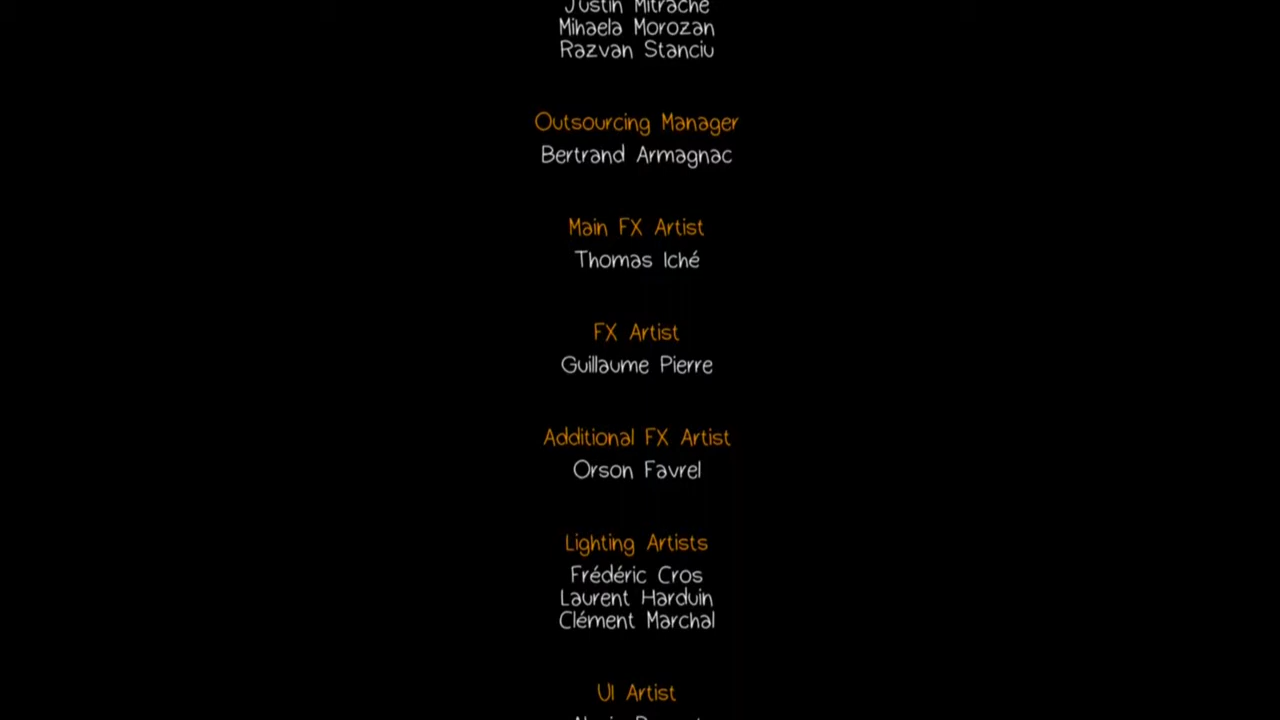 Justin Mitrache
Mihaela Morozan
Razvan Stanciu
Outsourcing Manager
Bertrand Armagnac
Main FX Artist
Thomas Iché
FX Artist
Guillaume Pierre
Additional FX Artist
Orson Favrel
Lighting Artists
Frédéric Cros
Laurent Harduin
Clément Marchal
UI Artist